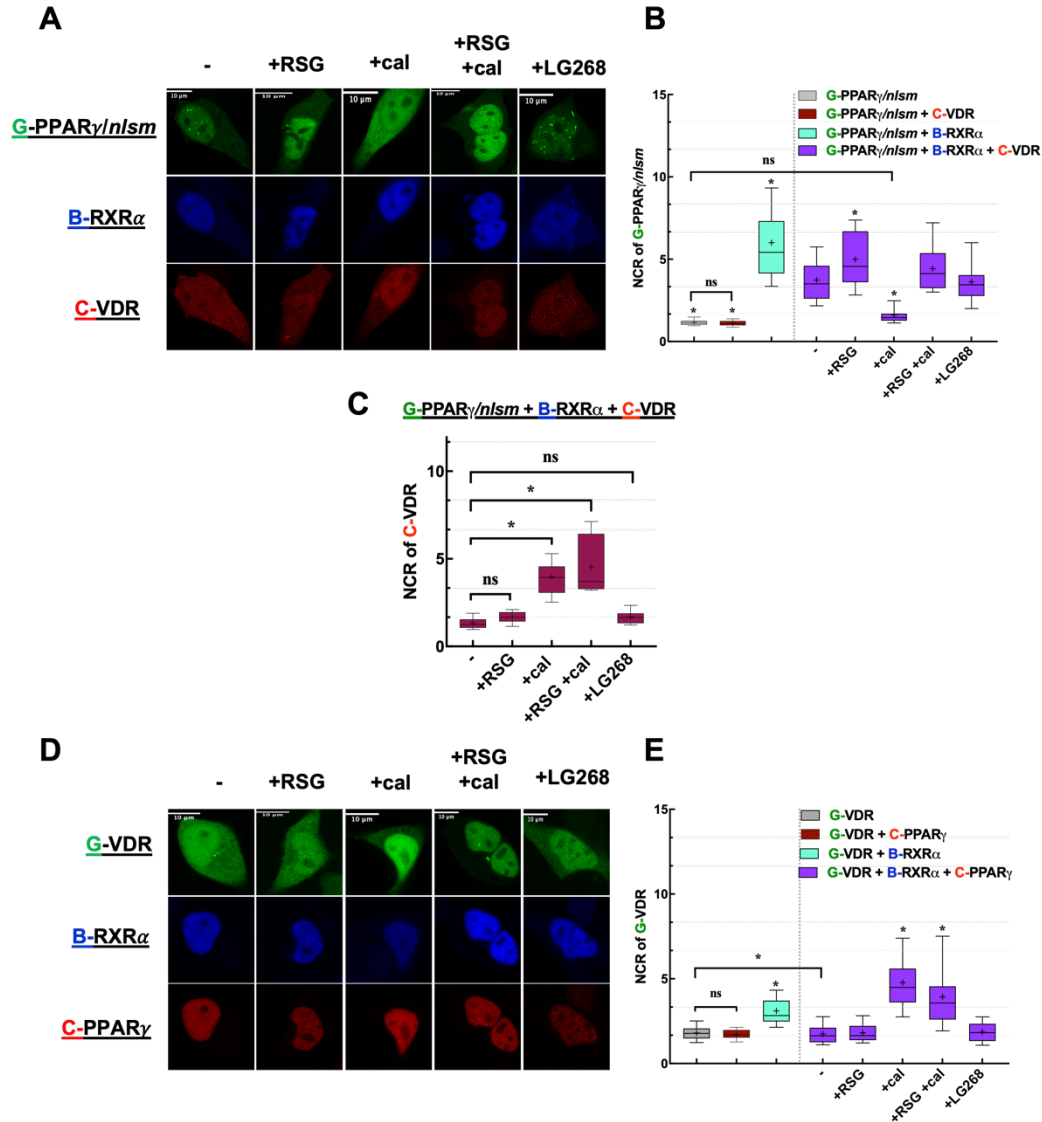 A
-
+RSG
+cal
+RSG
+cal
+LG268
10 μm
10 μm
10 μm
10 μm
10 μm
G-PPARγ/nlsm
B-RXRα
C-VDR
B
G-PPARγ/nlsm
G-PPARγ/nlsm + C-VDR
G-PPARγ/nlsm + B-RXRα
G-PPARγ/nlsm + B-RXRα + C-VDR
NCR of G-PPARγ/nlsm
15
10
5
0
ns
ns
*
*
*
*
*
-
+RSG
+cal
+RSG +cal
+LG268
C
G-PPARγ/nlsm + B-RXRα + C-VDR
NCR of C-VDR
10
5
0
ns
*
*
ns
-
+RSG
+cal
+RSG +cal
+LG268
D
-
+RSG
+cal
+RSG
+cal
+LG268
10 μm
10 μm
10 μm
10 μm
10 μm
G-VDR
B-RXRα
C-PPARγ
E
G-VDR
G-VDR + C-PPARγ
G-VDR + B-RXRα
G-VDR + B-RXRα + C-PPARγ
NCR of G-VDR
15
10
5
0
*
ns
*
*
*
-
+RSG
+cal
+RSG +cal
+LG268